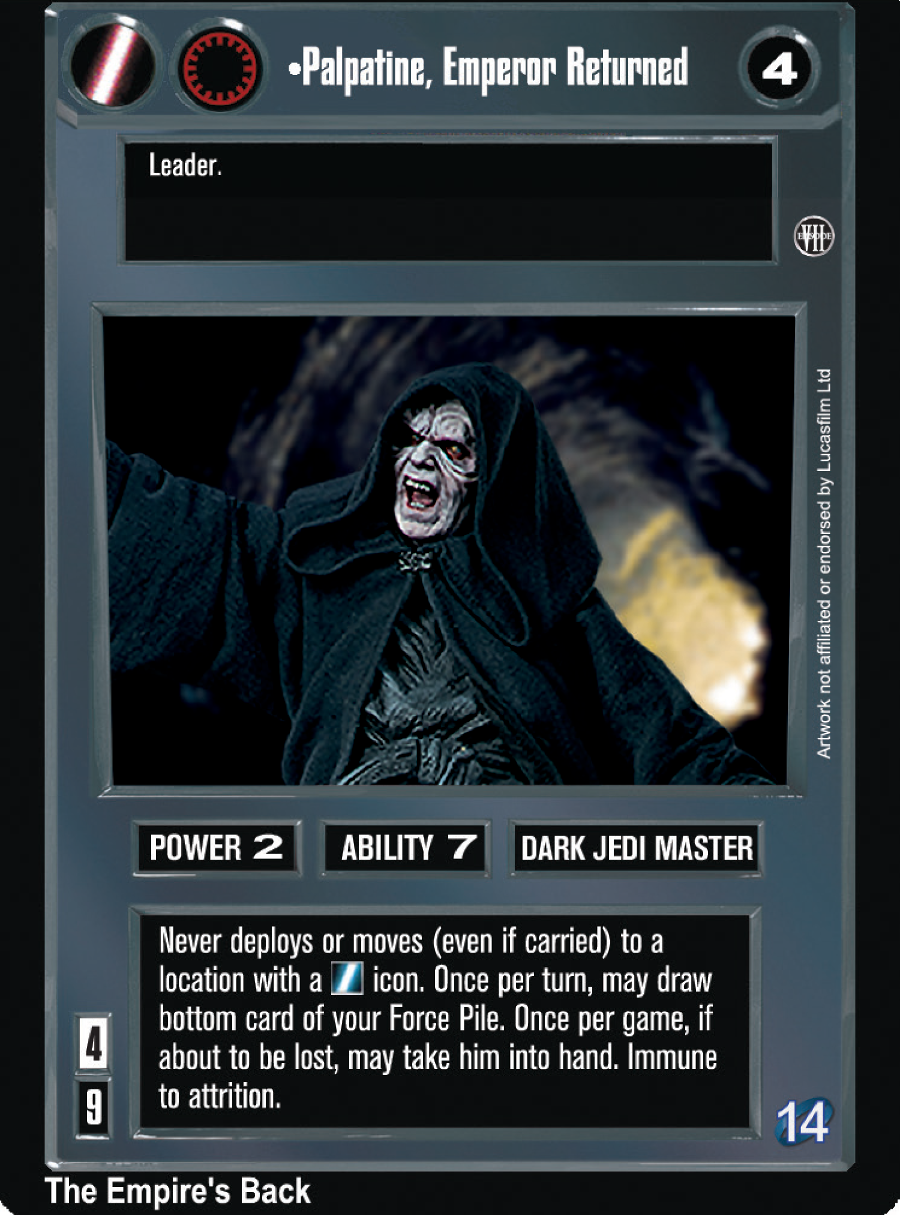 •Palpatine, Emperor Returned
4
Leader.
EPISODE
VII
Artwork not affiliated or endorsed by Lucasfilm Ltd
POWER 2
ABILITY 7
DARK JEDI MASTER
Never deploys or moves (even if carried) to a
location with a icon. Once per turn, may draw
bottom card of your Force Pile. Once per game, if
about to be lost, may take him into hand. Immune
to attrition.
4
9
14
The Empire's Back